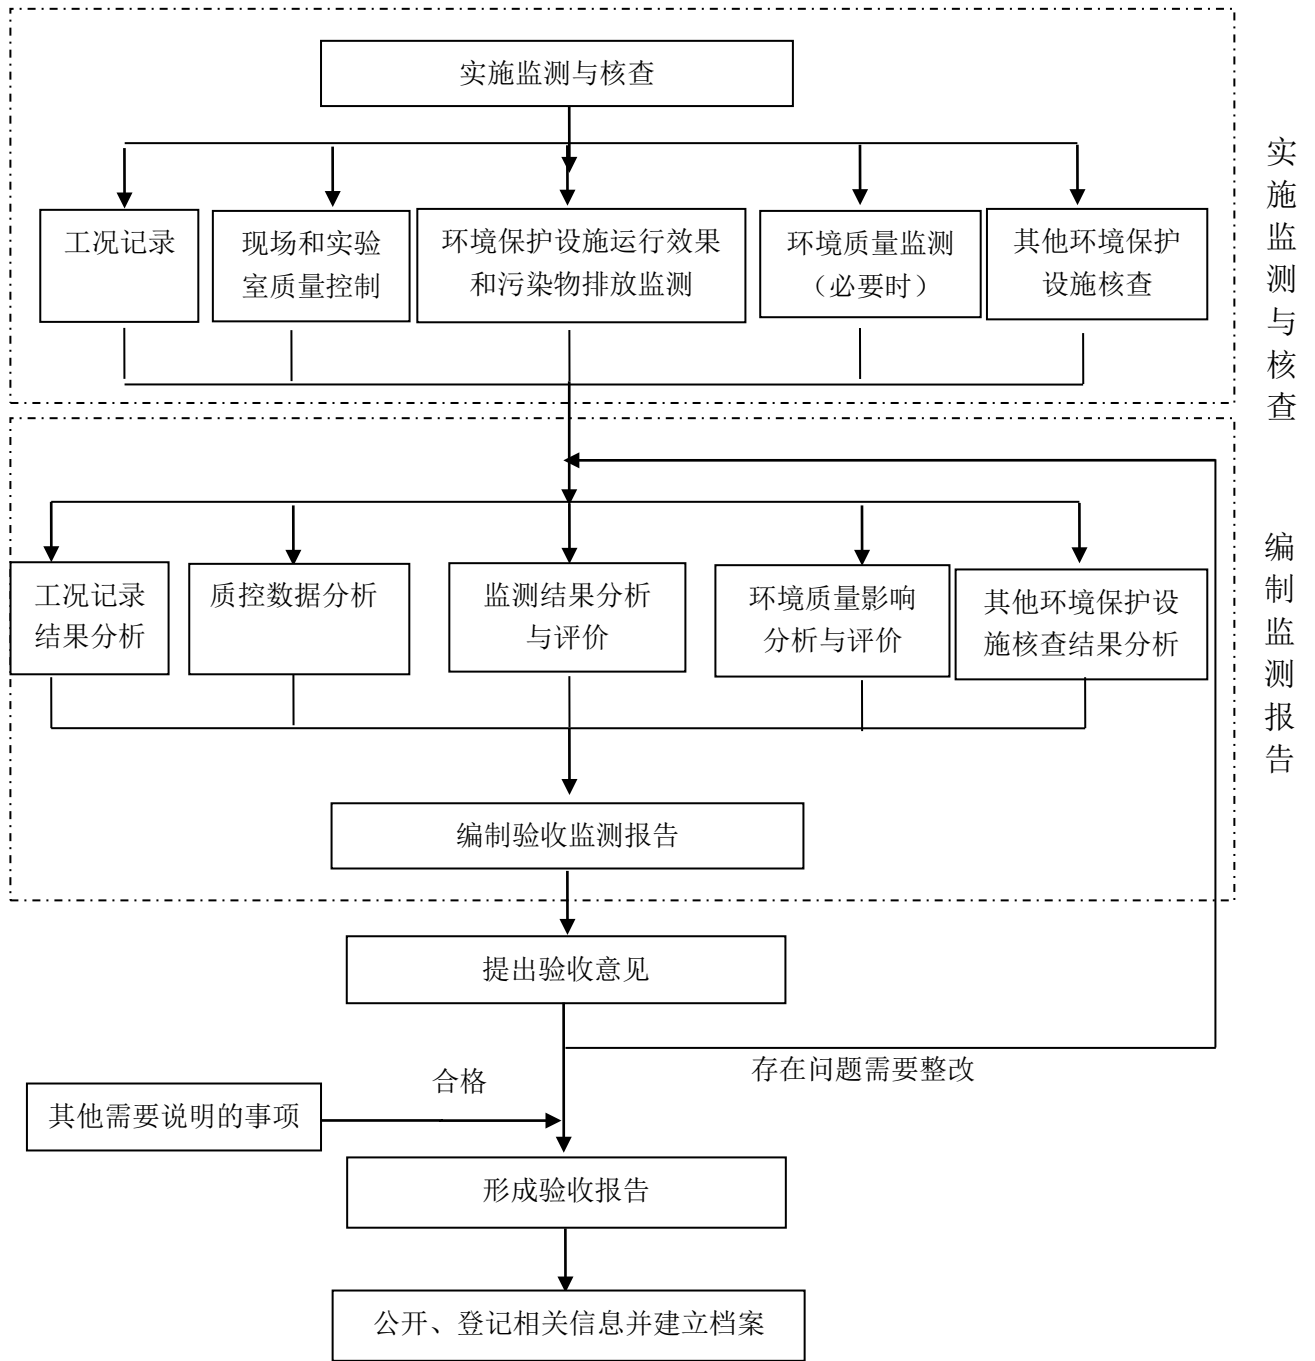 实施监测与核查
工况记录
现场和实验
室质量控制
环境保护设施运行效果
和污染物排放监测
环境质量监测
（必要时）
其他环境保护
设施核查
实施监测与核查
工况记录
结果分析
质控数据分析
监测结果分析
与评价
环境质量影响
分析与评价
其他环境保护设
施核查结果分析
编制监测报告
编制验收监测报告
提出验收意见
存在问题需要整改
合格
其他需要说明的事项
形成验收报告
公开、登记相关信息并建立档案